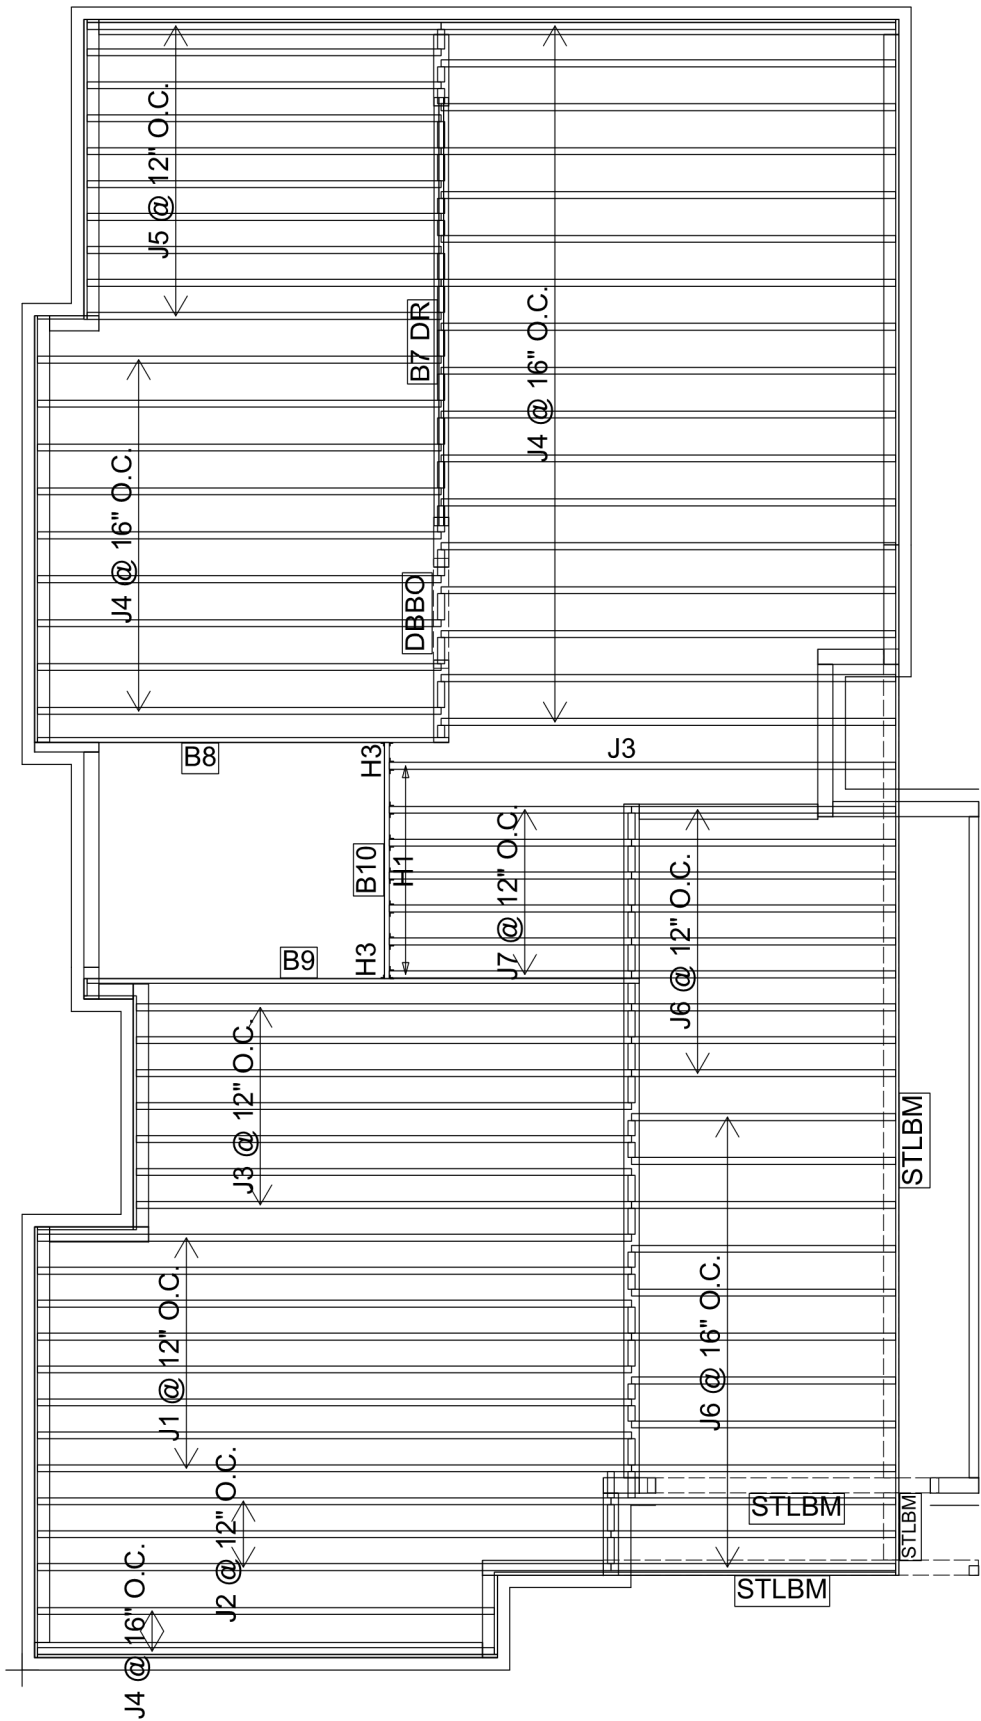 J5 @ 12" O.C.
B7 DR
J4 @ 16" O.C.
J4 @ 16" O.C.
DBBO
B8
H3
J3
B10
H1
J7 @ 12" O.C.
J6 @ 12" O.C.
B9
H3
J3 @ 12" O.C.
STLBM
J1 @ 12" O.C.
J6 @ 16" O.C.
J2 @ 12" O.C.
STLBM
STLBM
J4 @ 16" O.C.
STLBM